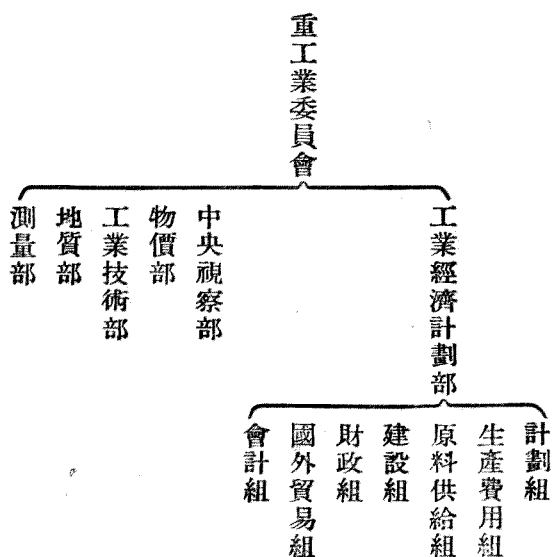 重工業委員會
工業經濟計劃部
計劃組
生產費用組
原料供給組
建設組
財政組
國外貿易組
會計組
中央視察部
物價部
工業技術部
地質部
測量部